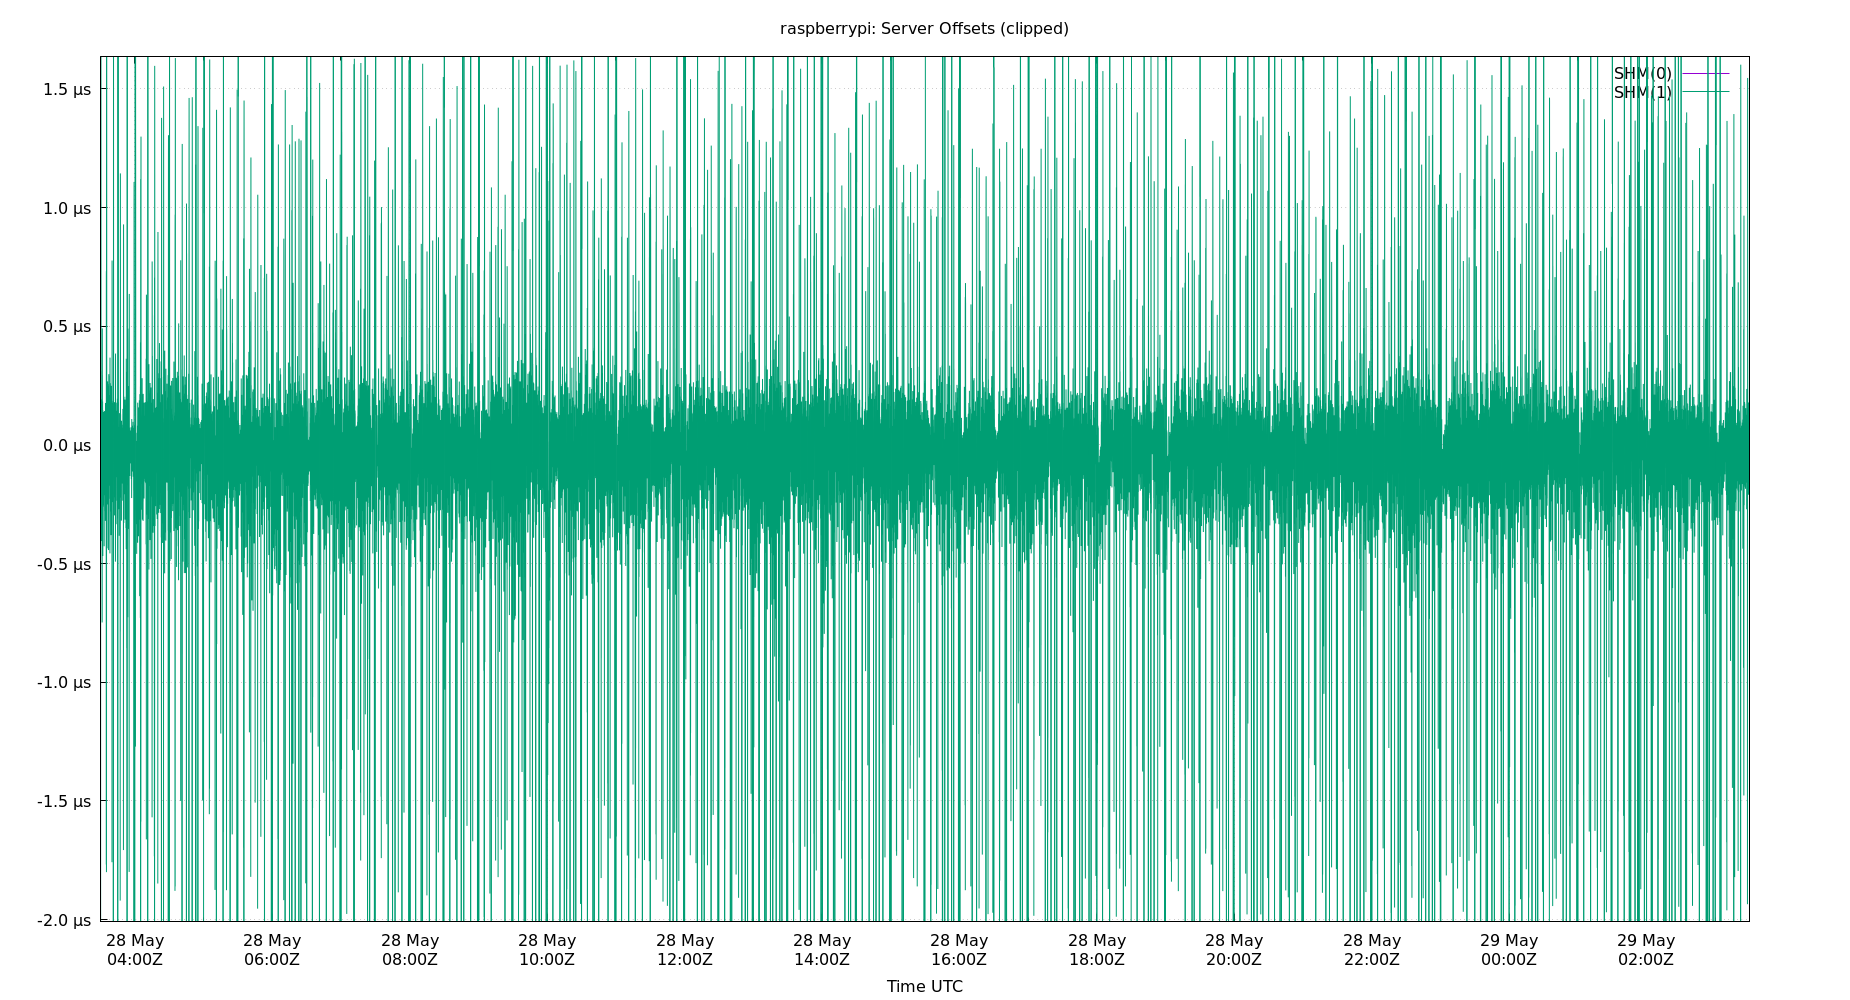 raspberrypi: Server Offsets (clipped)
SHM(0)
SHM(1)
1.5 µs
1.0 µs
0.5 µs
0.0 µs
-0.5 µs
-1.0 µs
-1.5 µs
-2.0 µs
28 May 28 May 28 May 28 May 28 May 28 May 28 May 28 May 28 May 28 May 29 May 29 May
04:00Z 06:00Z 08:00Z 10:00Z 12:00Z 14:00Z 16:00Z 18:00Z 20:00Z 22:00Z 00:00Z 02:00Z
Time UTC